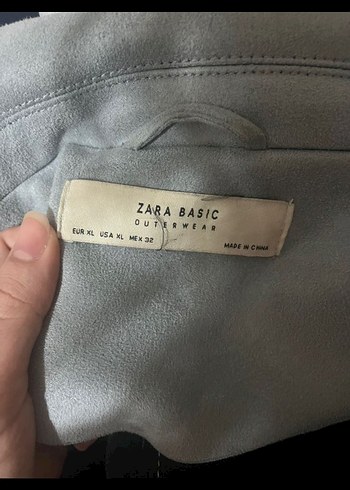 ZARA BASIC
OUTERWEAR
EUR XL USA XL MEX 32 MADE IN CHINA